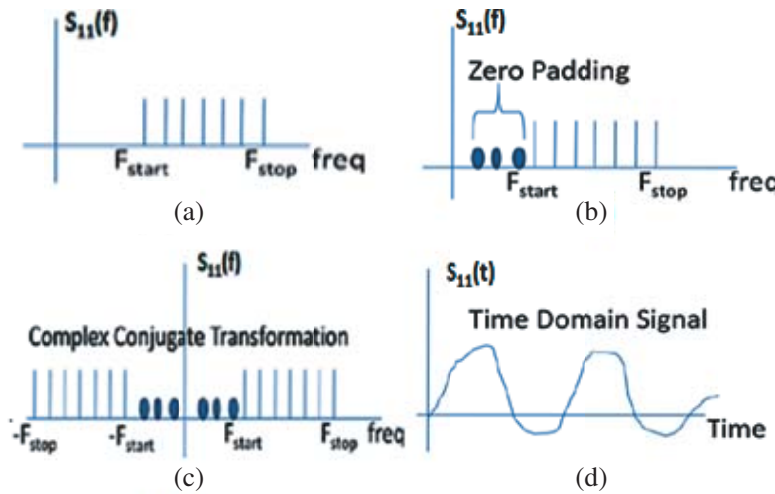 S11(f)
Fstart Fstop freq
(a)
S11(f)
Zero Padding
Fstart Fstop freq
(b)
S11(f)
Complex Conjugate Transformation
-Fstop -Fstart Fstart Fstop freq
(c)
S11(t)
Time Domain Signal
Time
(d)